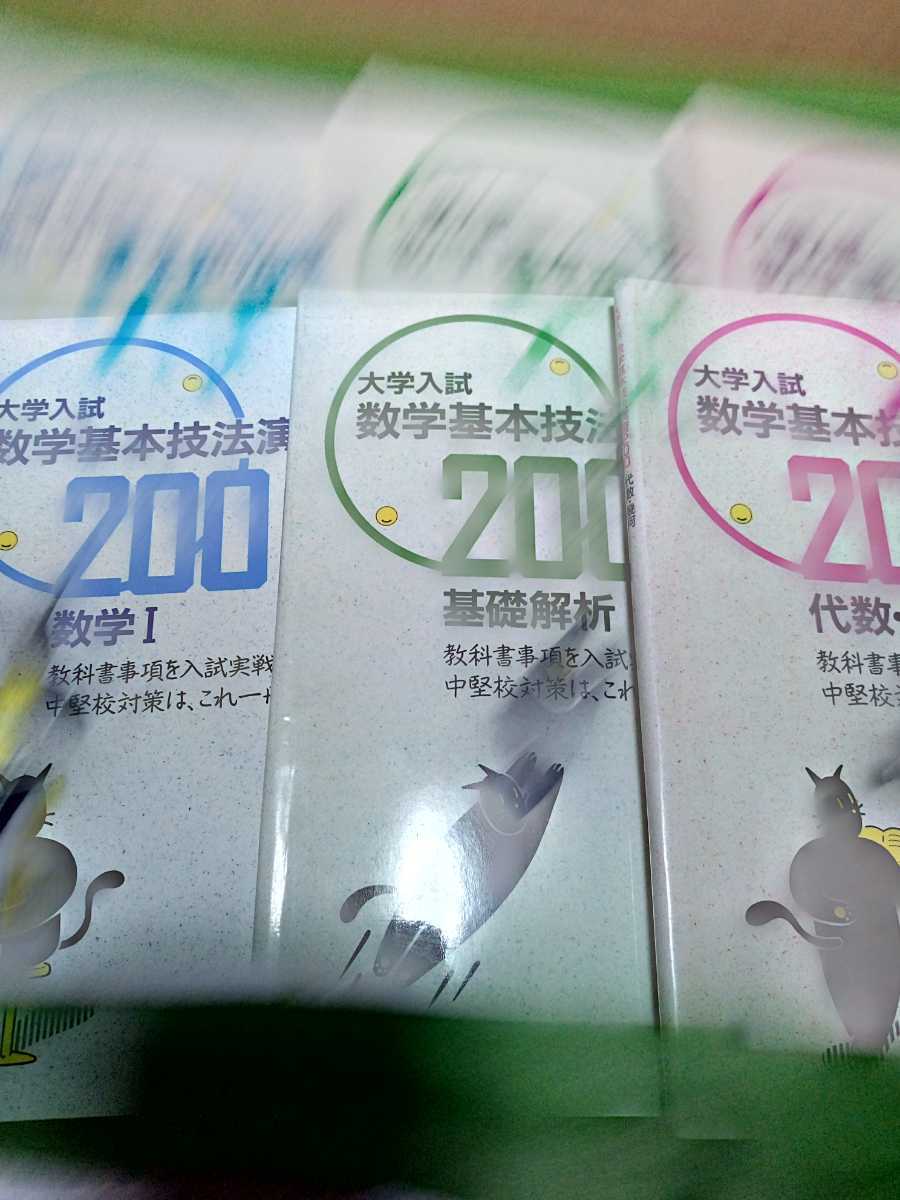 大学入試
数学基本技法演
200
数学I
教科書事項を入試実戦
中堅校対策は、これ一
大学入試
数学基本技法
200
基礎解析
教科書事項を入試
中堅校対策は、これ
代数・幾何
大学入試
数学基本技
20
代数・
教科書事
中堅校